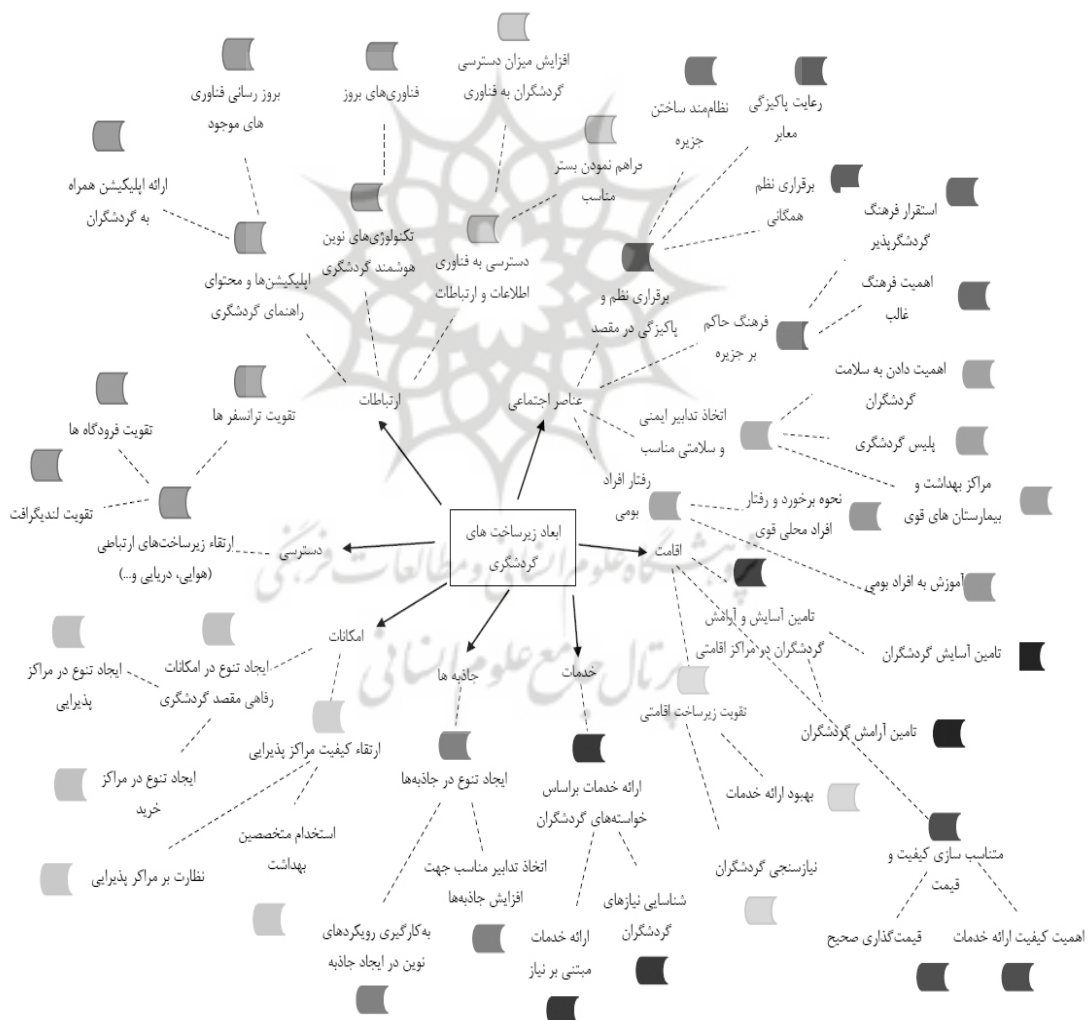 افزایش میزان دسترسی
گردشگران به فناوری
فناوری‌های بروز
بروز رسانی فناوری
های موجود
نظام‌مند ساختن
جزیره
رعایت پاکیزگی
معابر
فراهم نمودن بستر
مناسب
ارائه اپلیکیشن همراه
به گردشگران
برقراری نظم
همگانی
استقرار فرهنگ
گردشگرپذیر
تکنولوژی‌های نوین
هوشمند گردشگری
دسترسی به فناوری
اطلاعات و ارتباطات
اپلیکیشن‌ها و محتوای
راهنمای گردشگری
برقراری نظم و
پاکیزگی در مقصد
فرهنگ حاکم
بر جزیره
اهمیت فرهنگ
غالب
ارتباطات
عناصر اجتماعی
اهمیت دادن به سلامت
گردشگران
اتخاذ تدابیر ایمنی
و سلامتی مناسب
پلیس گردشگری
مراکز بهداشت و
بیمارستان های قوی
تقویت ترانسفر ها
تقویت فرودگاه ها
تقویت لندیگرافت
رفتار افراد
بومی
نحوه برخورد و رفتار
افراد محلی قوی
آموزش به افراد بومی
ابعاد زیرساخت های
گردشگری
دسترسی
ارتقاء زیرساخت‌های ارتباطی
(هوایی، دریایی و...)
اقامت
پژوهشگاه علوم انسانی و مطالعات فرهنگی
پرتال جامع علوم انسانی
تامین آسایش و آرامش
گردشگران در مراکز اقامتی
تامین آسایش گردشگران
تامین آرامش گردشگران
امکانات
جاذبه ها
خدمات
ایجاد تنوع در امکانات
رفاهی مقصد گردشگری
ایجاد تنوع در مراکز
پذیرایی
ایجاد تنوع در مراکز
خرید
ارتقاء کیفیت مراکز پذیرایی
استخدام متخصصین
بهداشت
نظارت بر مراکز پذیرایی
ایجاد تنوع در جاذبه‌ها
اتخاذ تدابیر مناسب جهت
افزایش جاذبه‌ها
به‌کارگیری رویکردهای
نوین در ایجاد جاذبه
ارائه خدمات براساس
خواسته‌های گردشگران
شناسایی نیازهای
گردشگران
ارائه خدمات
مبتنی بر نیاز
تقویت زیرساخت اقامتی
بهبود ارائه خدمات
نیازسنجی گردشگران
متناسب سازی کیفیت و
قیمت
قیمت‌گذاری صحیح
اهمیت کیفیت ارائه خدمات